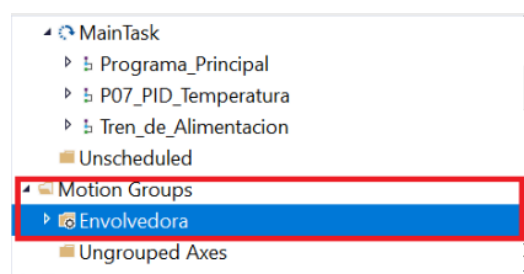 MainTask
Programa_Principal
P07_PID_Temperatura
Tren_de_Alimentacion
Unscheduled
Motion Groups
Envolvedora
Ungrouped Axes